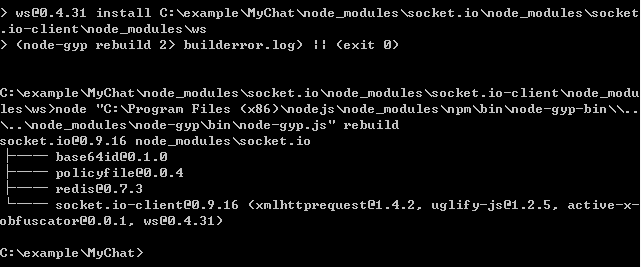 > ws@0.4.31 install C:\example\MyChat\node_modules\socket.io\node_modules\socket
.io-client\node_modules\ws
> (node-gyp rebuild 2> builderror.log) || (exit 0)
C:\example\MyChat\node_modules\socket.io\node_modules\socket.io-client\node_modu
les\ws>node "C:\Program Files (x86)\nodejs\node_modules\npm\bin\node-gyp-bin\\..
\..\node_modules\node-gyp\bin\node-gyp.js" rebuild
socket.io@0.9.16 node_modules\socket.io
├── base64id@0.1.0
├── policyfile@0.0.4
├── redis@0.7.3
└── socket.io-client@0.9.16 (xmlhttprequest@1.4.2, uglify-js@1.2.5, active-x-
obfuscator@0.0.1, ws@0.4.31)
C:\example\MyChat>